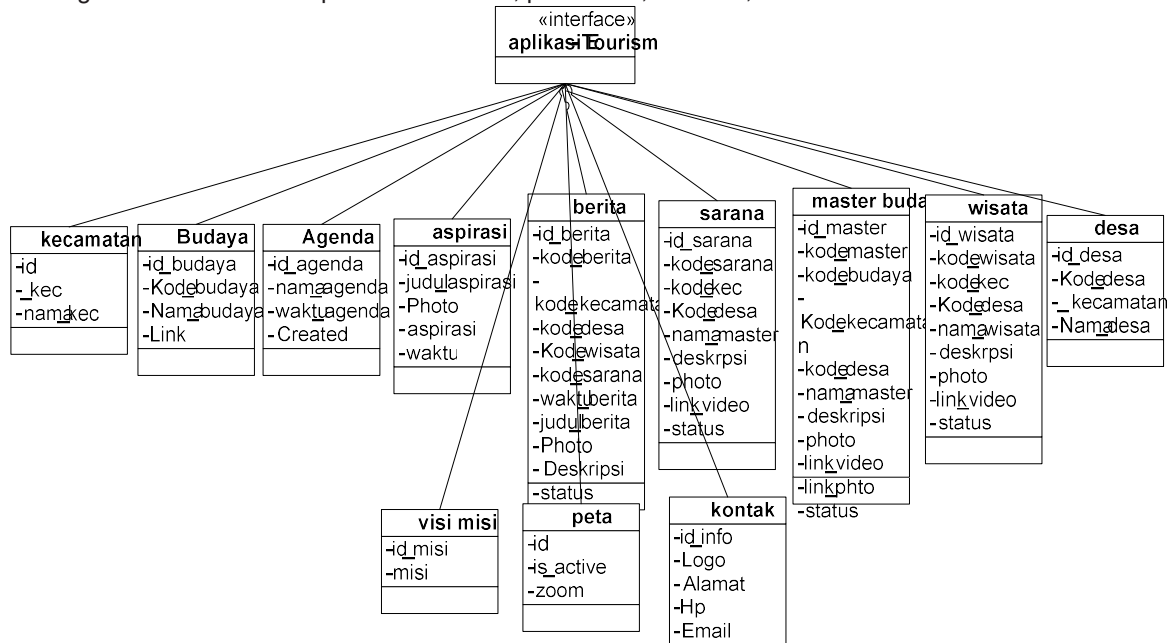 «interface»
aplikasi E-Tourism
kecamatan
-id
-_kec
-nama_kec
Budaya
-id_budaya
-Kode_budaya
-Nama_budaya
-Link
Agenda
-id_agenda
-nama_agenda
-waktu_agenda
-Created
aspirasi
-id_aspirasi
-judul_aspirasi
-Photo
-aspirasi
-waktu
berita
-id_berita
-kode_berita
-
kode_kecamata
-kode_desa
-Kode_wisata
-kode_sarana
-waktu_berita
-judul_berita
-Photo
- Deskripsi
-status
sarana
-id_sarana
-kode_sarana
-kode_kec
-Kode_desa
-nama_master
-deskrpsi
-photo
-link_video
-status
master buda
-id_master
-kode_master
-kode_budaya
-
Kode_kecamata
n
-kode_desa
-nama_master
-deskripsi
-photo
-link_video
-link_phto
-status
wisata
-id_wisata
-kode_wisata
-kode_kec
-Kode_desa
-nama_wisata
-deskrpsi
-photo
-link_video
-status
desa
-id_desa
-Kode_desa
-_kecamatan
-Nama_desa
visi misi
-id_misi
-misi
peta
-id
-is_active
-zoom
kontak
-id_info
-Logo
-Alamat
-Hp
-Email